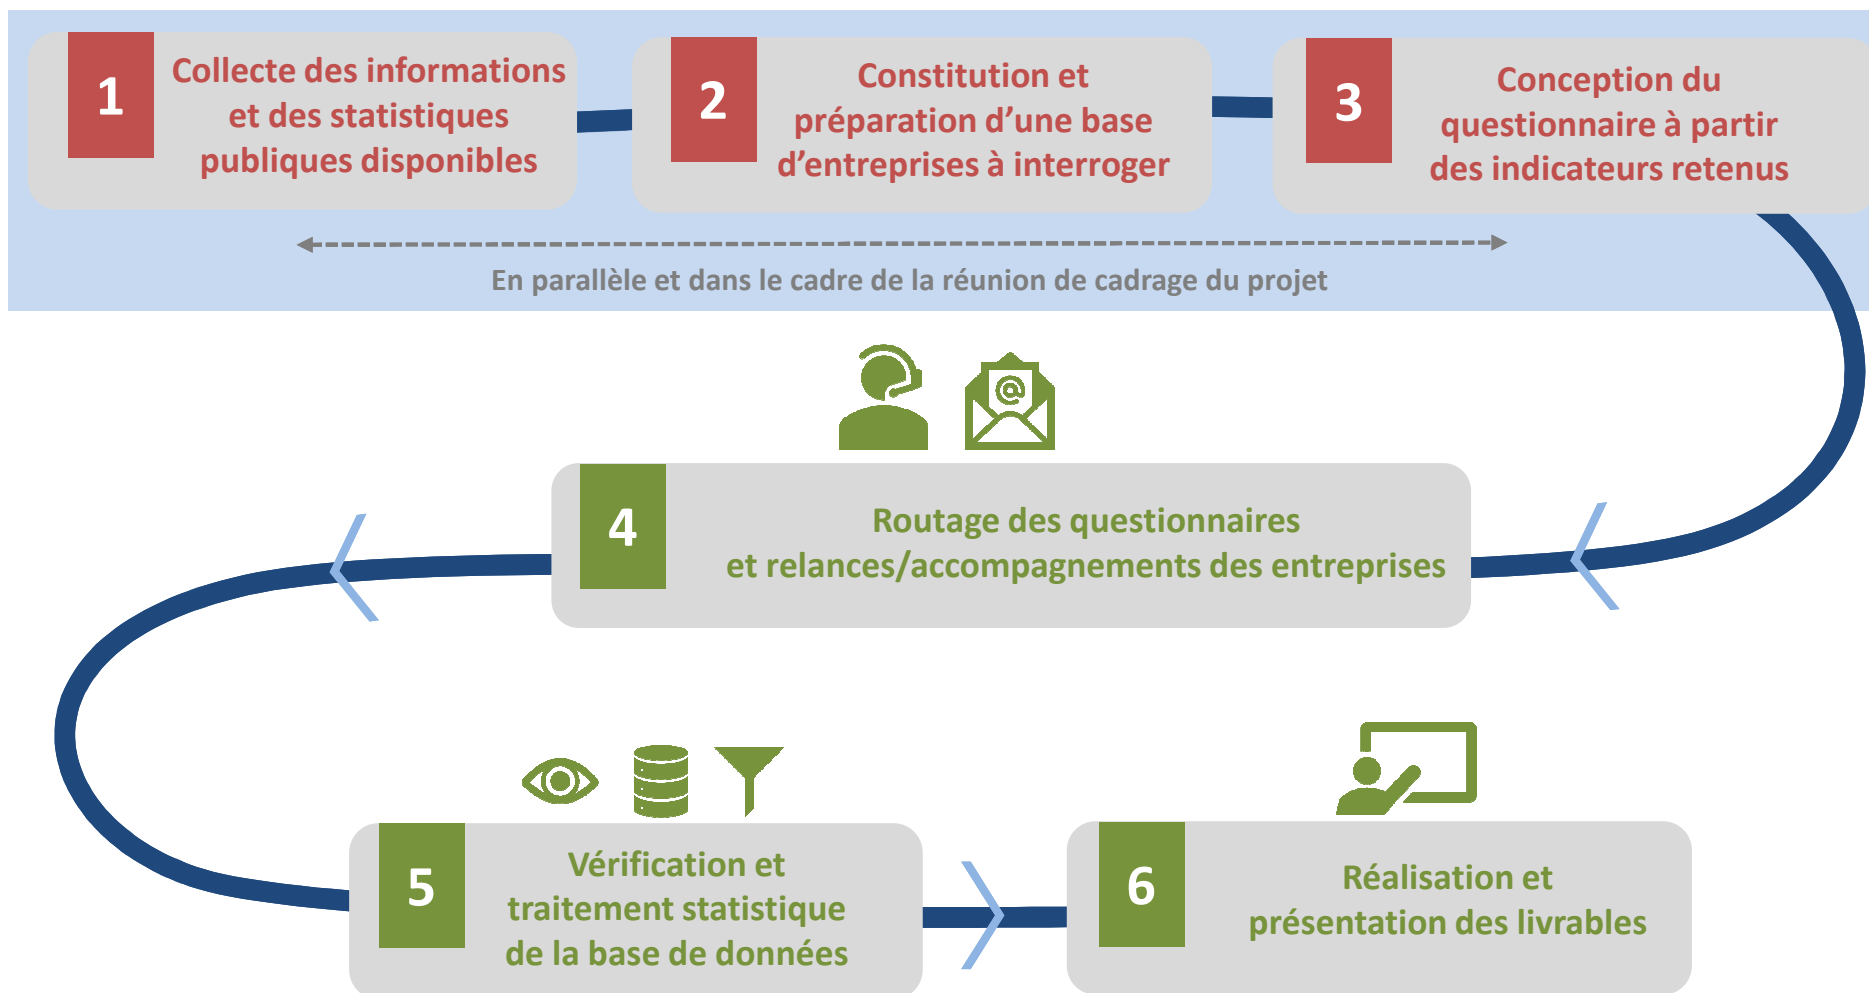 1
Collecte des informations
et des statistiques
publiques disponibles
2
Constitution et
préparation d’une base
d’entreprises à interroger
3
Conception du
questionnaire à partir
des indicateurs retenus
En parallèle et dans le cadre de la réunion de cadrage du projet
@
4
Routage des questionnaires
et relances/accompagnements des entreprises
5
Vérification et
traitement statistique
de la base de données
6
Réalisation et
présentation des livrables